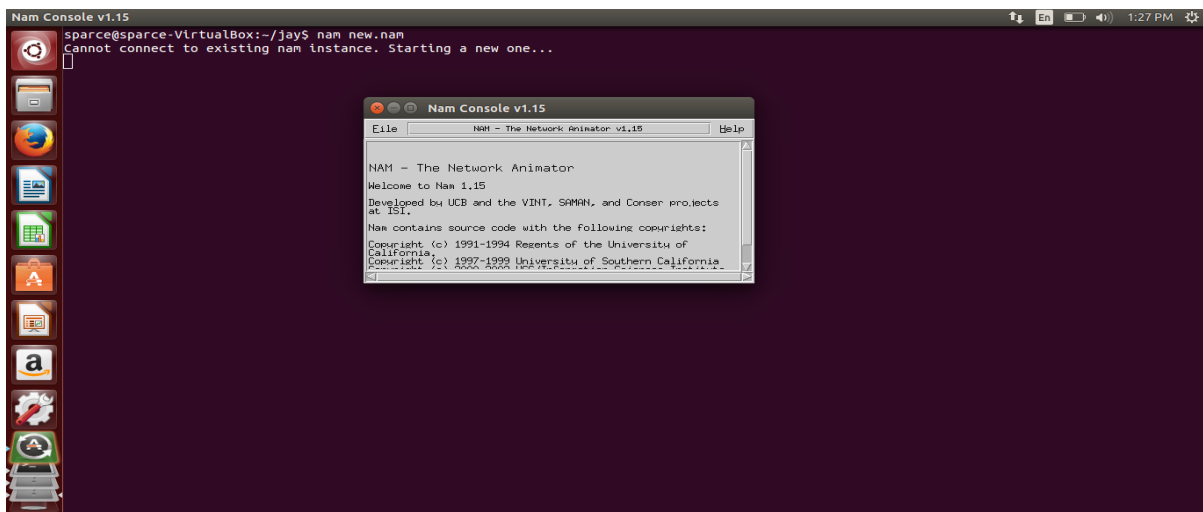 Nam Console v1.15
En
1:27 PM
sparce@sparce-VirtualBox:~/jay$ nam new.nam
Cannot connect to existing nam instance. Starting a new one...
Nam Console v1.15
File
NAM - The Network Animator v1.15
Help
NAM - The Network Animator
Welcome to Nam 1.15
Developed by UCB and the VINT, SAMAN, and Conser projects
at ISI.
Nam contains source code with the following copyrights:
Copyright (c) 1991-1994 Regents of the University of
California.
Copyright (c) 1997-1999 University of Southern California
a